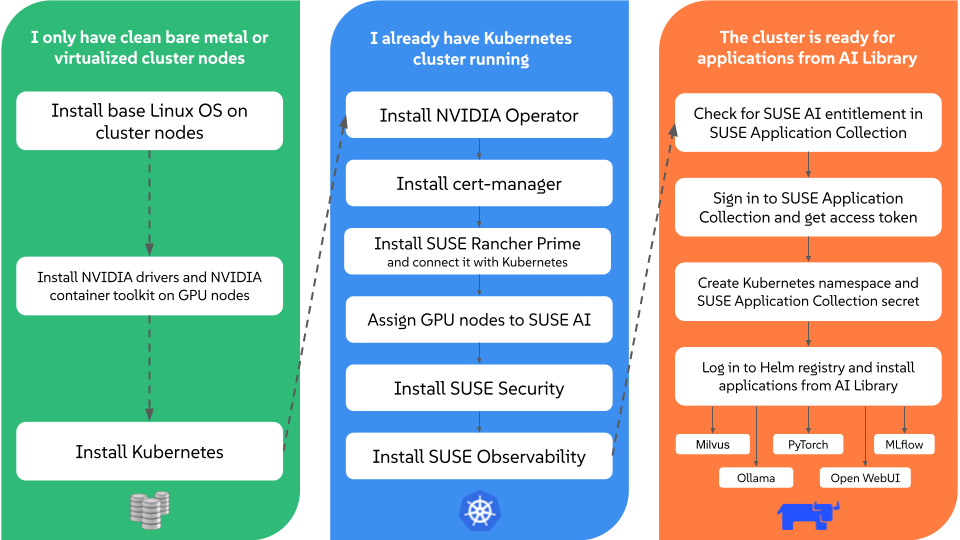 I only have clean bare metal or
virtualized cluster nodes
Install base Linux OS on
cluster nodes
Install NVIDIA drivers and NVIDIA
container toolkit on GPU nodes
Install Kubernetes
I already have Kubernetes
cluster running
Install NVIDIA Operator
Install cert-manager
Install SUSE Rancher Prime
and connect it with Kubernetes
Assign GPU nodes to SUSE AI
Install SUSE Security
Install SUSE Observability
The cluster is ready for
applications from AI Library
Check for SUSE AI entitlement in
SUSE Application Collection
Sign in to SUSE Application
Collection and get access token
Create Kubernetes namespace and
SUSE Application Collection secret
Log in to Helm registry and install
applications from AI Library
Milvus
PyTorch
MLflow
Ollama
Open WebUI